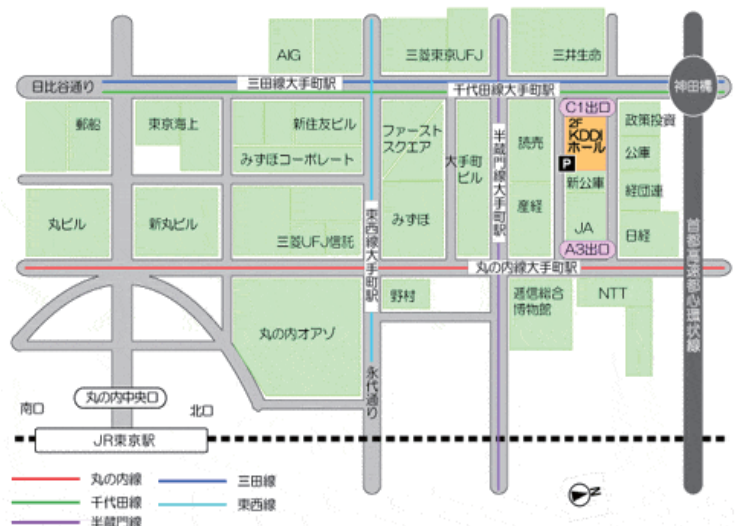 AIG
三菱東京UFJ
三井生命
日比谷通り
三田線大手町駅
千代田線大手町駅
神田橋
郵船
東京海上
新住友ビル
みずほコーポレート
ファースト
スクエア
大手町
ビル
半蔵門線大手町駅
読売
C1出口
2F
KDDI
ホール
P
政策投資
公庫
新公庫
経団連
丸ビル
新丸ビル
三菱UFJ信託
東西線大手町駅
みずほ
産経
JA
A3出口
日経
首都高速都心環状線
丸の内線大手町駅
丸の内オアゾ
野村
逓信総合
博物館
NTT
永代通り
丸の内中央口
南口
北口
JR東京駅
丸の内線
三田線
千代田線
東西線
半蔵門線
N